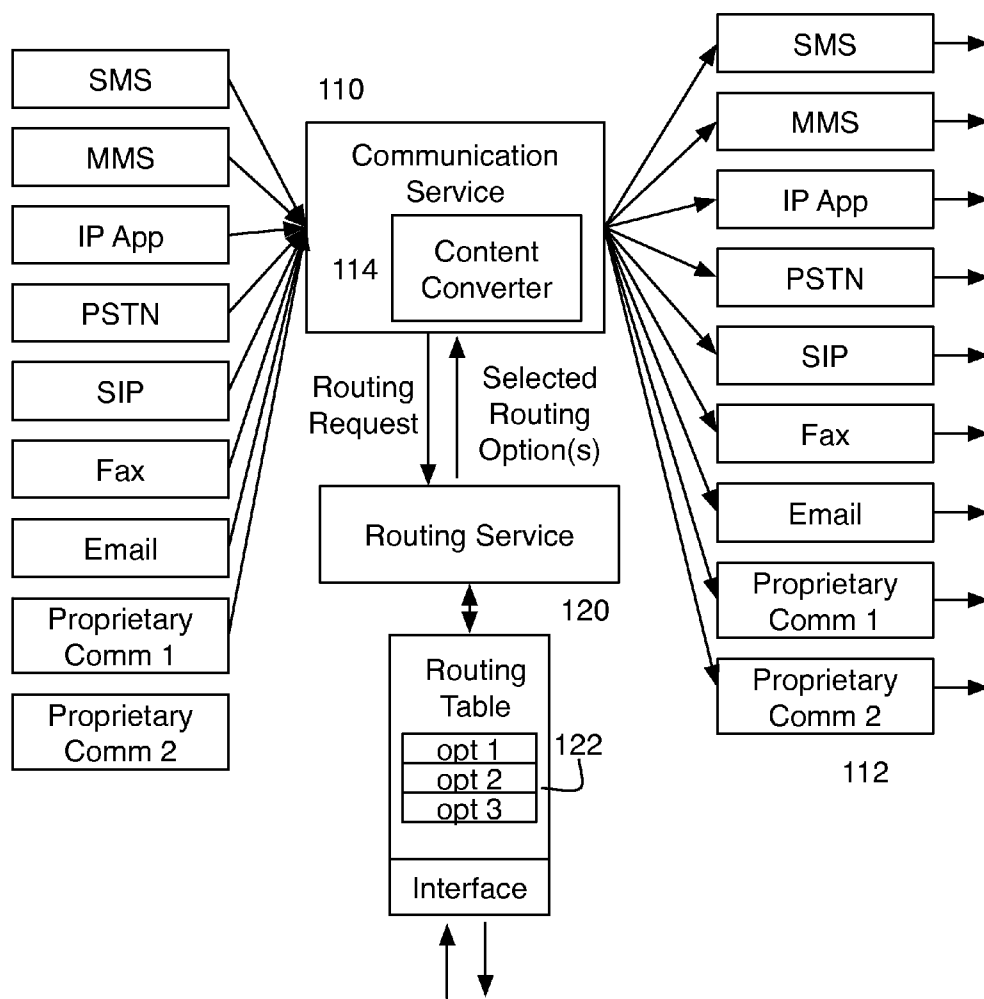 SMS
MMS
IP App
PSTN
SIP
Fax
Email
Proprietary
Comm 1
Proprietary
Comm 2
110
Communication
Service
114
Content
Converter
Routing
Request
Selected
Routing
Option(s)
Routing Service
120
Routing
Table
opt 1
opt 2
opt 3
122
Interface
SMS
MMS
IP App
PSTN
SIP
Fax
Email
Proprietary
Comm 1
Proprietary
Comm 2
112